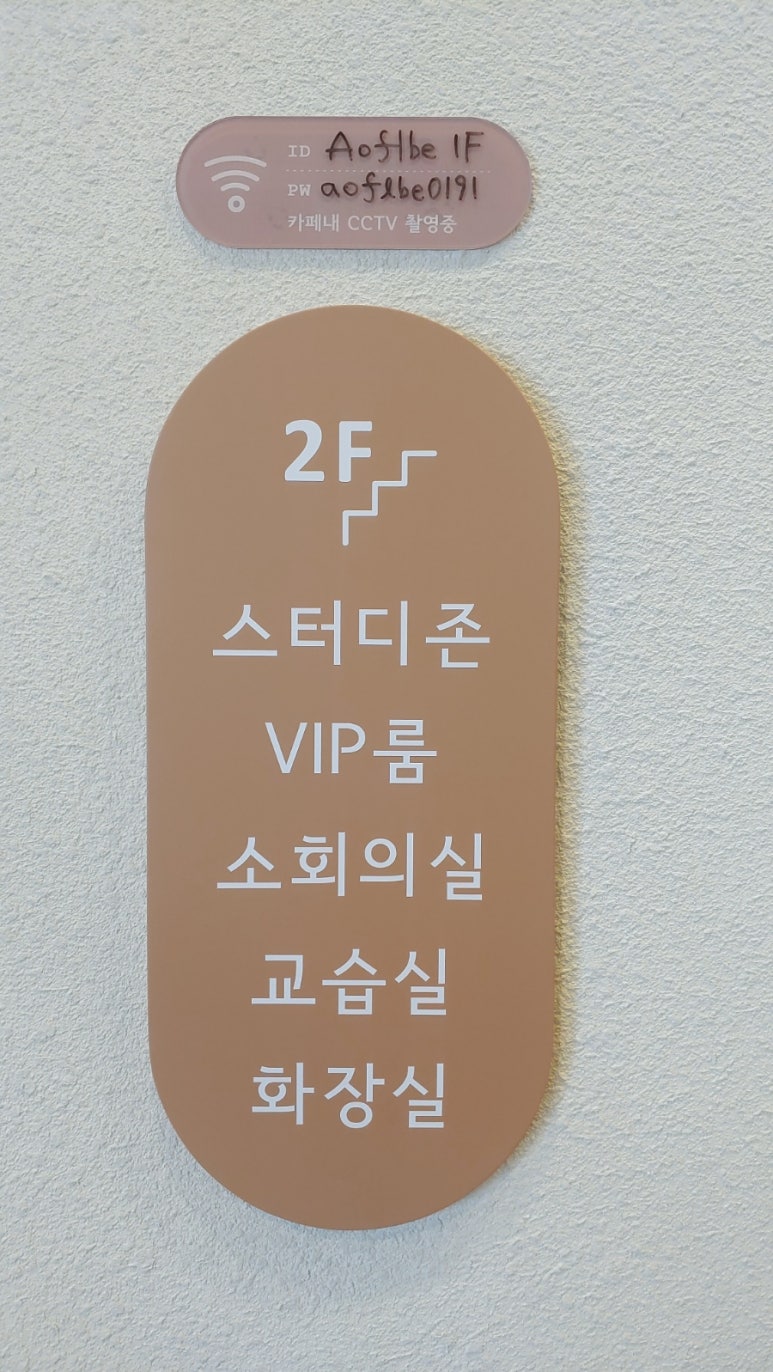 ID Aoflbe 1F
PW aoflbe0191
카페내 CCTV 촬영중
2F
스터디존
VIP룸
소회의실
교습실
화장실